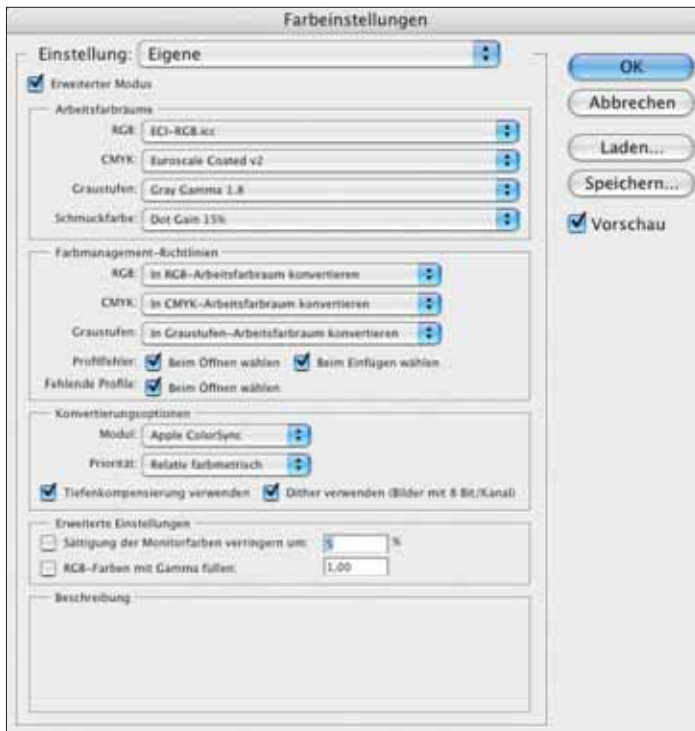 Farbeinstellungen
Einstellung: Eigene
Erweiterter Modus
Arbeitsfarbräume
RGB: ECI-RGB.icc
CMYK: Euroscale Coated v2
Graustufen: Gray Gamma 1.8
Schmuckfarbe: Dot Gain 15%
Farbmanagement-Richtlinien
RGB: In RGB-Arbeitsfarbraum konvertieren
CMYK: In CMYK-Arbeitsfarbraum konvertieren
Graustufen: In Graustufen-Arbeitsfarbraum konvertieren
Profilfehler: Beim Öffnen wählen Beim Einfügen wählen
Fehlende Profile: Beim Öffnen wählen
Konvertierungsoptionen
Modul: Apple ColorSync
Priorität: Relativ farbmetrisch
Tiefenkompensierung verwenden Dither verwenden (Bilder mit 8 Bit/Kanal)
Erweiterte Einstellungen
Sättigung der Monitorfarben verringern um: 5 %
RGB-Farben mit Gamma füllen: 1,00
Beschreibung
OK
Abbrechen
Laden...
Speichern...
Vorschau